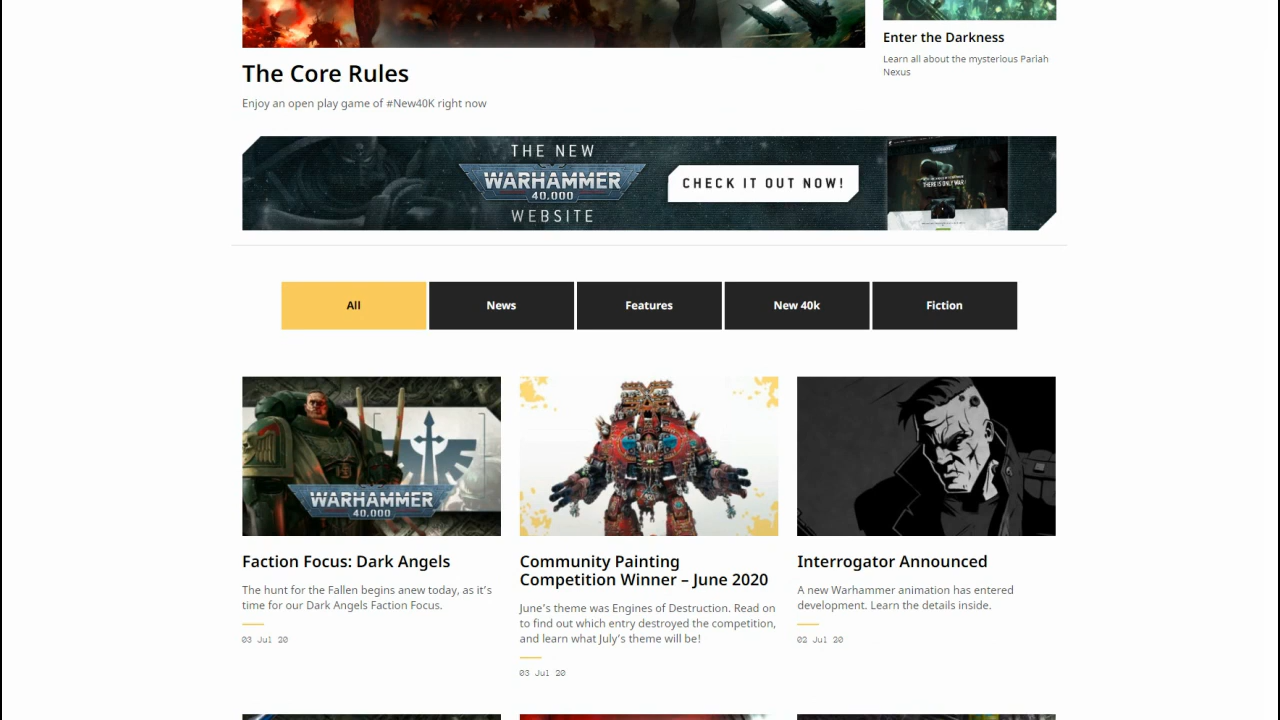 Enter the Darkness
Learn all about the mysterious Pariah
Nexus
The Core Rules
Enjoy an open play game of #New40K right now
THE NEW
WARHAMMER
40,000
WEBSITE
CHECK IT OUT NOW!
THERE IS ONLY WAR
All
News
Features
New 40k
Fiction
WARHAMMER
40,000
Faction Focus: Dark Angels
The hunt for the Fallen begins anew today, as it's
time for our Dark Angels Faction Focus.
03 Jul 20
Community Painting
Competition Winner – June 2020
June's theme was Engines of Destruction. Read on
to find out which entry destroyed the competition,
and learn what July's theme will be!
03 Jul 20
Interrogator Announced
A new Warhammer animation has entered
development. Learn the details inside.
02 Jul 20